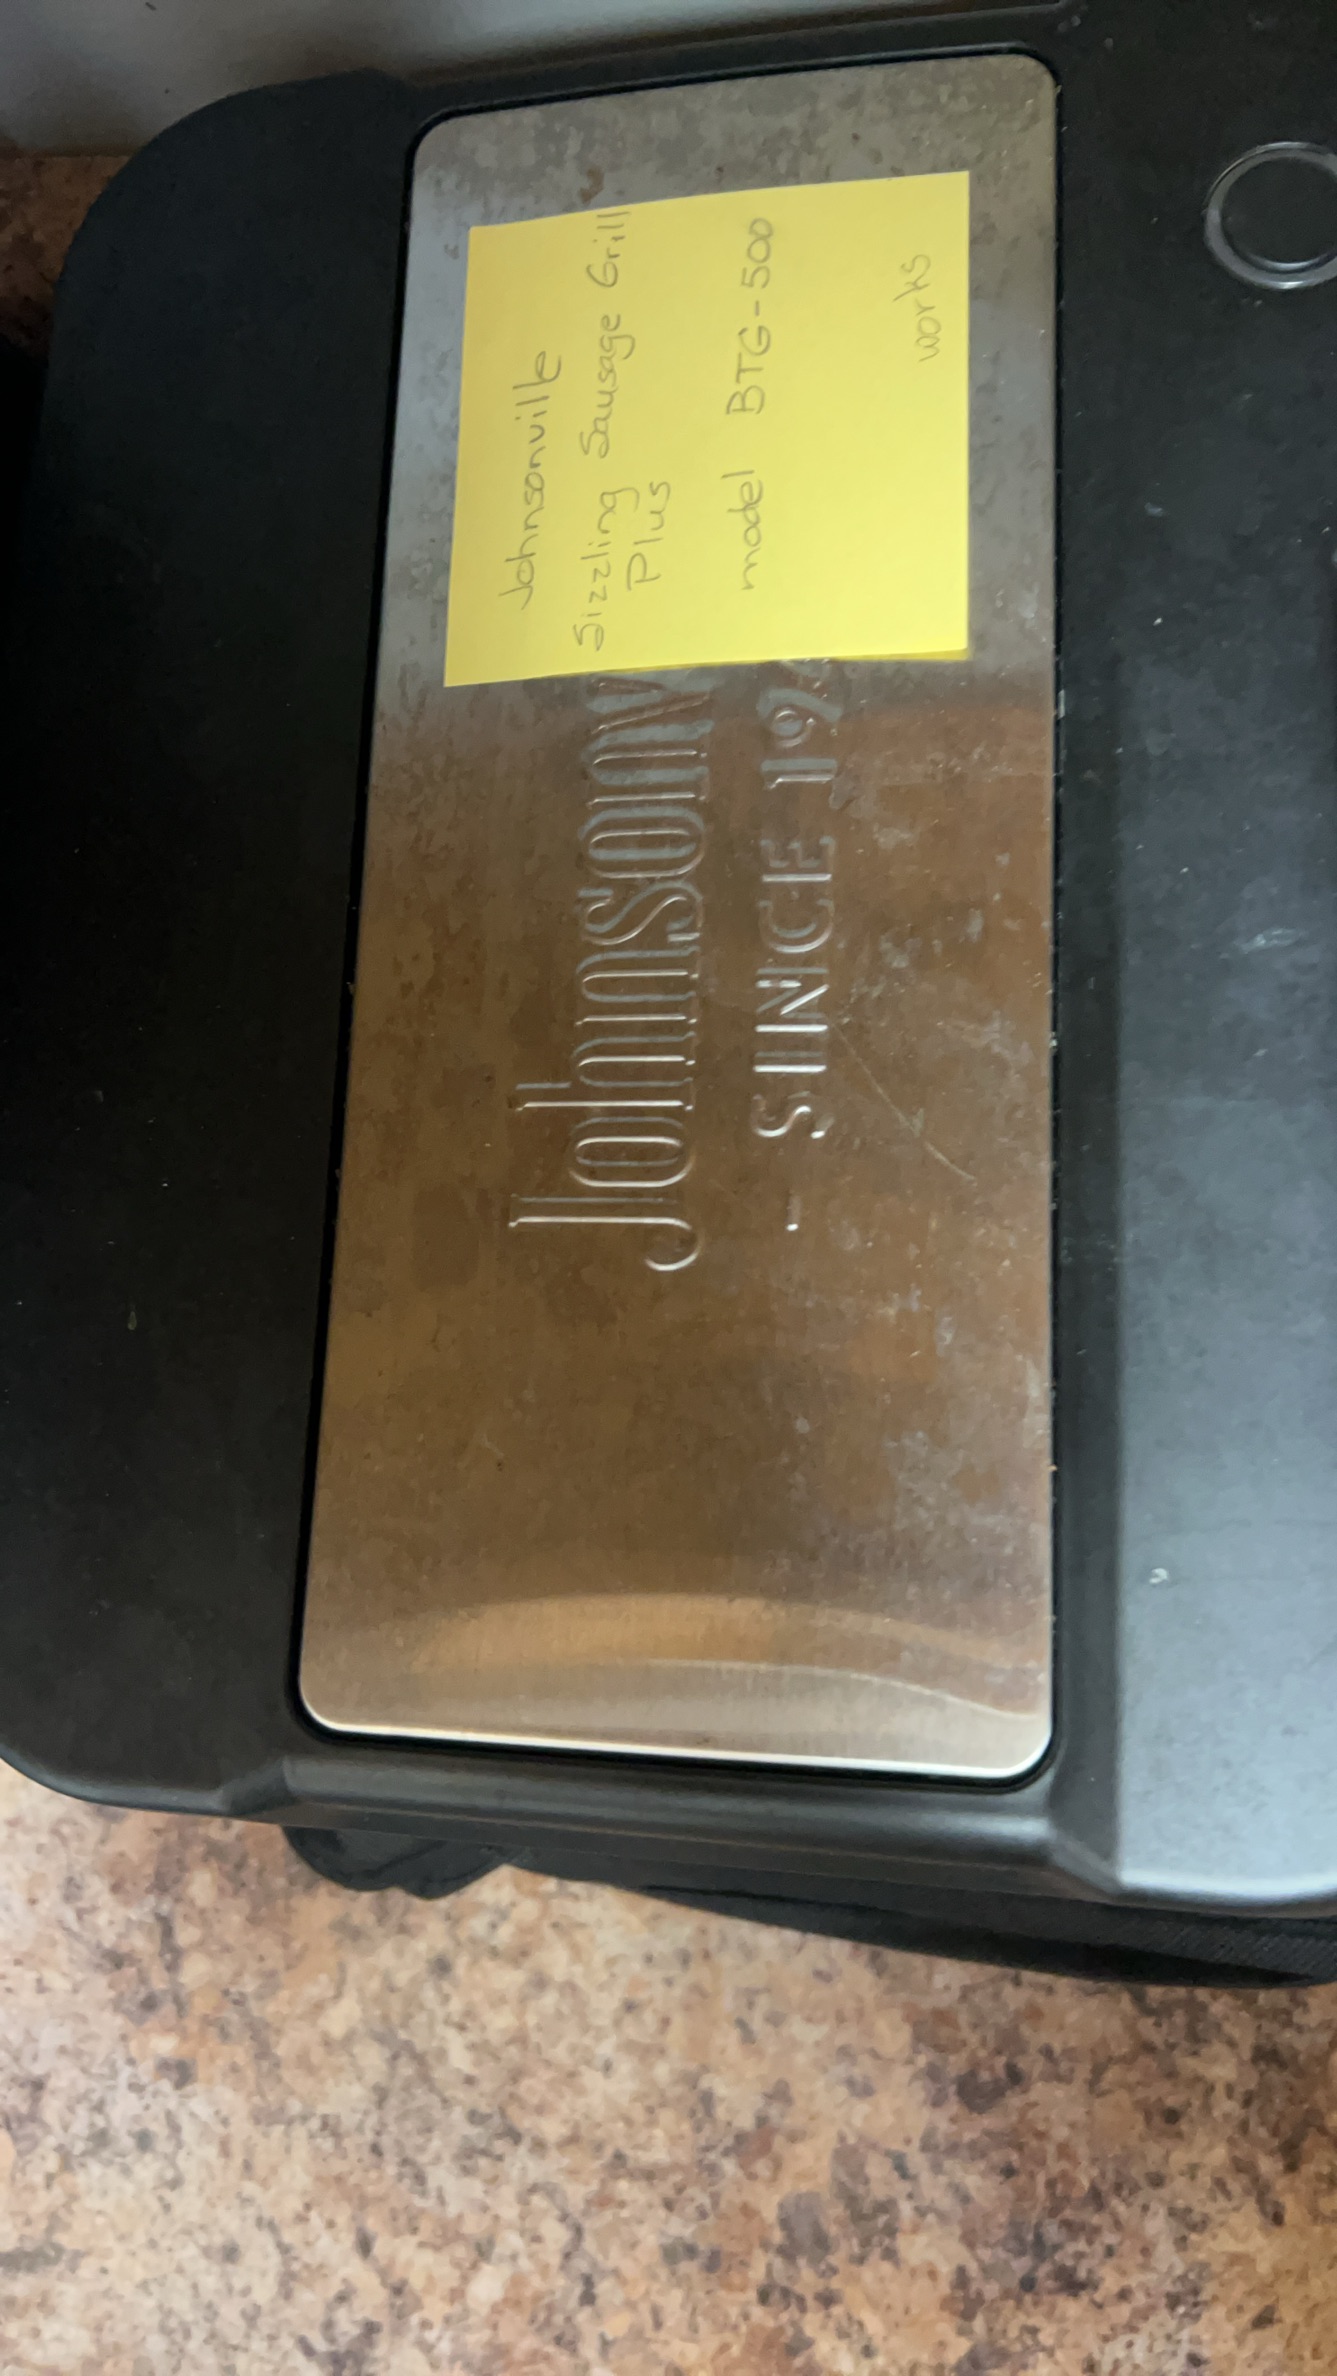 Johnsonville
Sizzling Sausage Grill
Plus
model BTG-500
works
Johnsonv
- SINCE 19